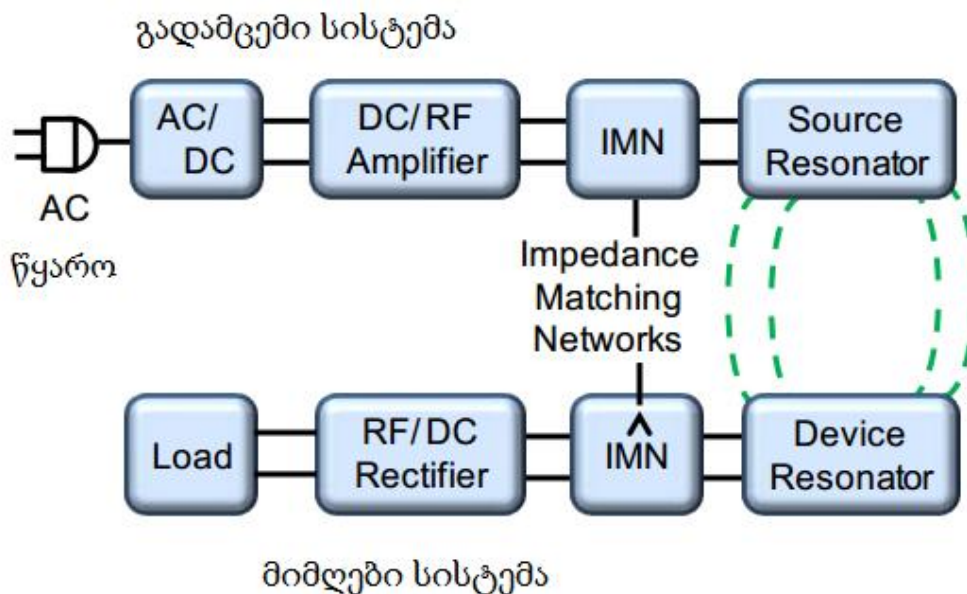 გადამცემი სისტემა
AC/
DC
DC/RF
Amplifier
IMN
Source
Resonator
AC
წყარო
Impedance
Matching
Networks
Load
RF/DC
Rectifier
IMN
Device
Resonator
მიმღები სისტემა